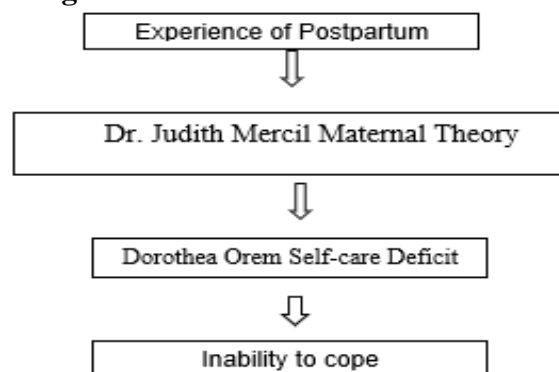 Experience of Postpartum
Dr. Judith Mercil Maternal Theory
Dorothea Orem Self-care Deficit
Inability to cope